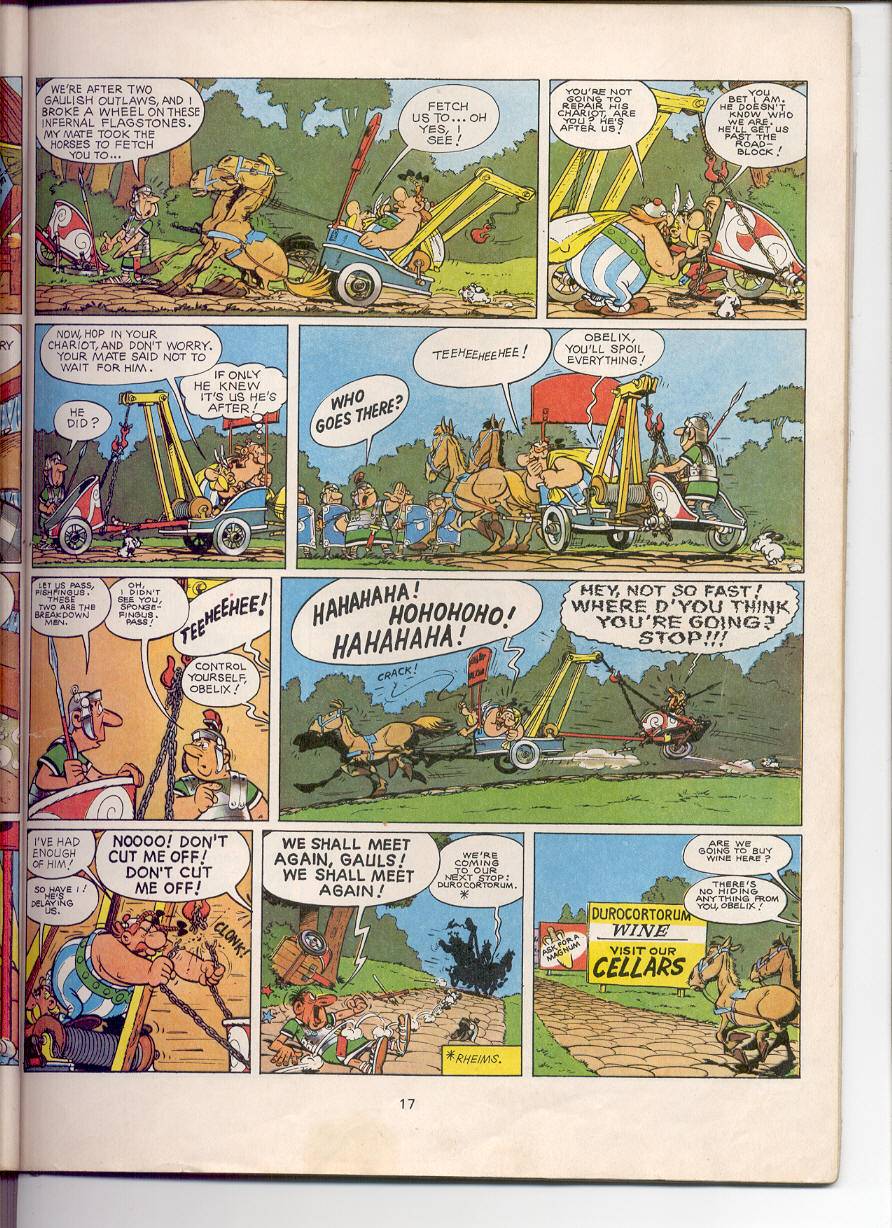 WE'RE AFTER TWO
GAULISH OUTLAWS, AND I
BROKE A WHEEL ON THESE
INFERNAL FLAGSTONES.
MY MATE TOOK THE
HORSES TO FETCH
YOU TO...
FETCH
US TO... OH
YES, I
SEE!
YOU'RE NOT
GOING TO
REPAIR HIS
CHARIOT, ARE
YOU? HE'S
AFTER US!
YOU
BET I AM.
HE DOESN'T
KNOW WHO
WE ARE.
HE'LL GET US
PAST THE
ROAD-
BLOCK!
RY
NOW, HOP IN YOUR
CHARIOT, AND DON'T WORRY.
YOUR MATE SAID NOT TO
WAIT FOR HIM.
HE
DID?
IF ONLY
HE KNEW
IT'S US HE'S
AFTER!
WHO
GOES THERE?
TEEHEEHEEHEE!
OBELIX,
YOU'LL SPOIL
EVERYTHING!
LET US PASS,
FISHFINGUS.
THESE
TWO ARE THE
BREAKDOWN
MEN.
OH,
I DIDN'T
SEE YOU,
SPONGE-
FINGUS.
PASS!
TEEHEEHEE!
CONTROL
YOURSELF,
OBELIX!
HAHAHAHA!
HOHOHOHO!
HAHAHAHA!
CRACK!
HEY, NOT SO FAST!
WHERE D'YOU THINK
YOU'RE GOING?
STOP!!!
I'VE HAD
ENOUGH
OF HIM!
SO HAVE I!
HE'S
DELAYING
US.
NOOOO! DON'T
CUT ME OFF!
DON'T CUT
ME OFF!
CLONK!
WE SHALL MEET
AGAIN, GAULS!
WE SHALL MEET
AGAIN!
WE'RE
COMING
TO OUR
NEXT STOP:
DUROCORTORUM.
*
*RHEIMS.
ARE WE
GOING TO BUY
WINE HERE?
THERE'S
NO HIDING
ANYTHING FROM
YOU, OBELIX!
ASK FOR A
MAGNUM
DUROCORTORUM
WINE
VISIT OUR
CELLARS
17